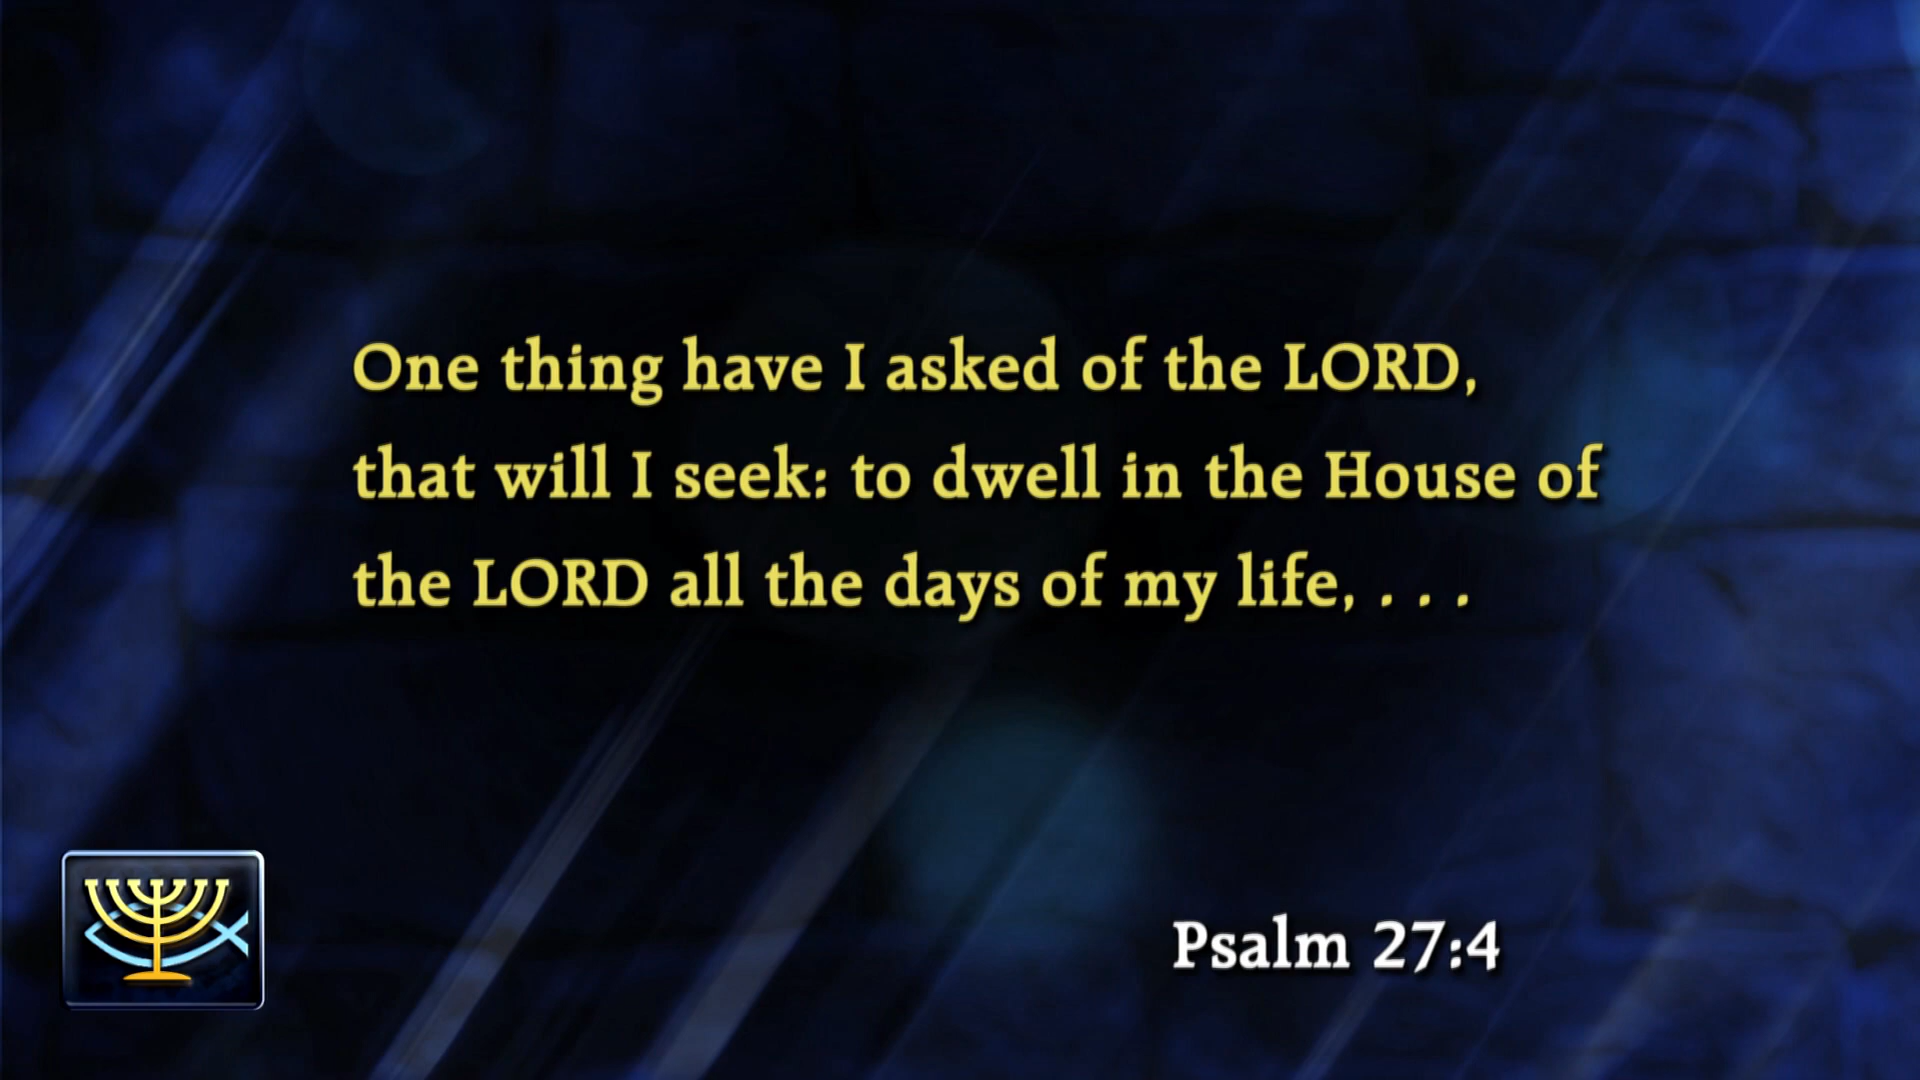 One thing have I asked of the LORD,
that will I seek: to dwell in the House of
the LORD all the days of my life, . . .
Psalm 27:4